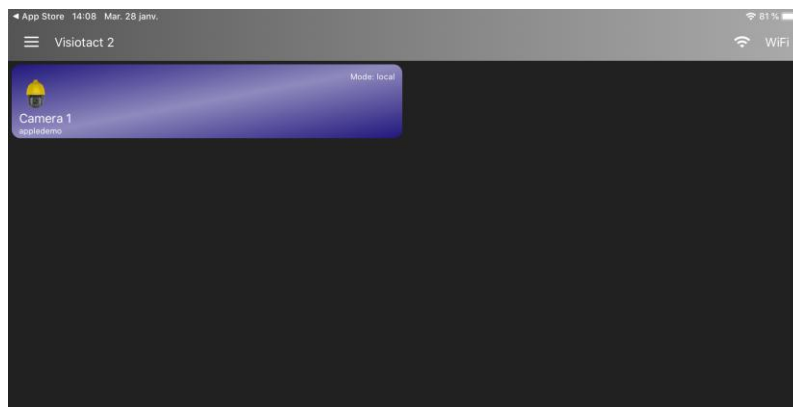 ◀ App Store 14:08 Mar. 28 janv. 81 %
Visiotact 2 WiFi
Mode: local
Camera 1
appledemo